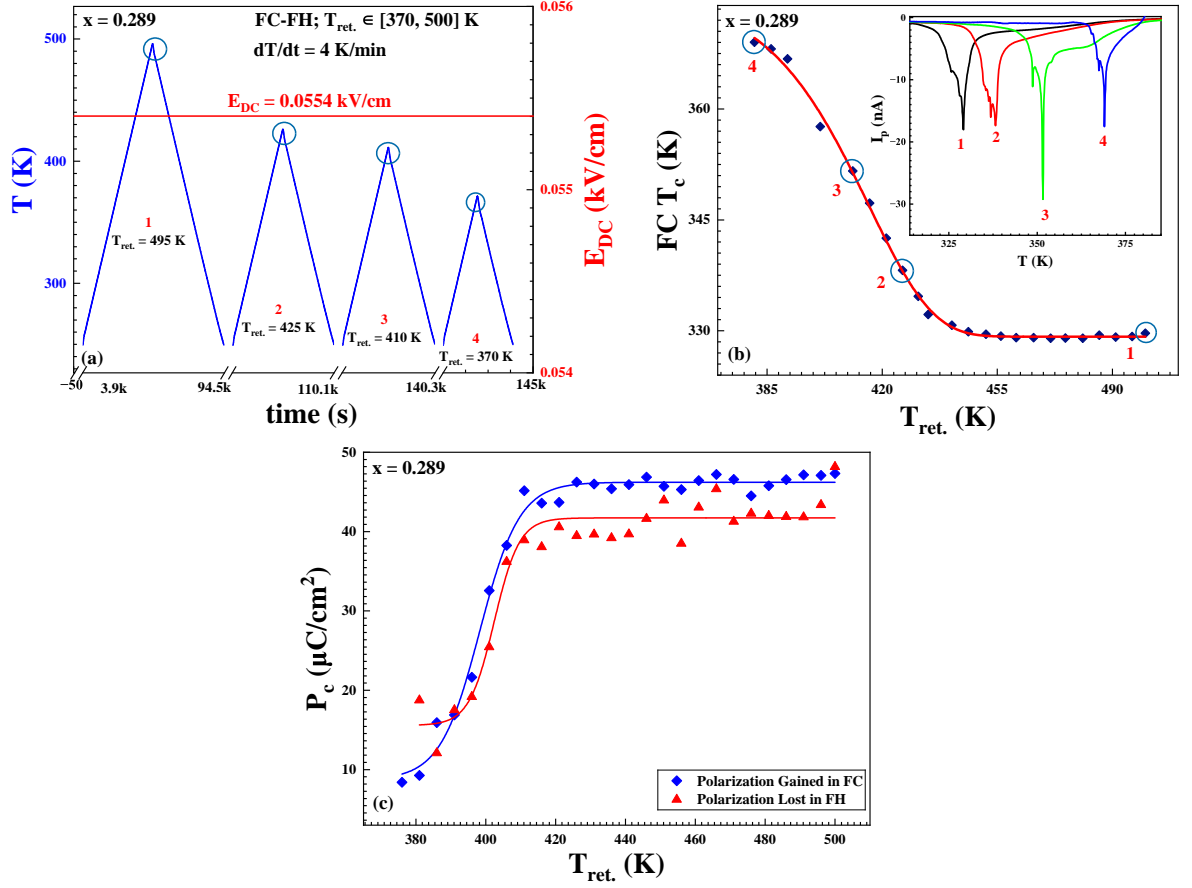 x = 0.289
FC-FH; T_ret. ∈ [370, 500] K
dT/dt = 4 K/min
E_DC = 0.0554 kV/cm
T (K)
500
400
300
E_DC (kV/cm)
0.056
0.055
0.054
1
T_ret. = 495 K
2
T_ret. = 425 K
3
T_ret. = 410 K
4
T_ret. = 370 K
(a)
−50 3.9k 94.5k 110.1k 140.3k 145k
time (s)
x = 0.289
FC T_c (K)
360
345
330
4
3
2
1
(b)
385 420 455 490
T_ret. (K)
I_p (nA)
0
−10
−20
−30
1
2
3
4
325 350 375
T (K)
x = 0.289
P_c (μC/cm²)
50
40
30
20
10
(c)
Polarization Gained in FC
Polarization Lost in FH
380 400 420 440 460 480 500
T_ret. (K)